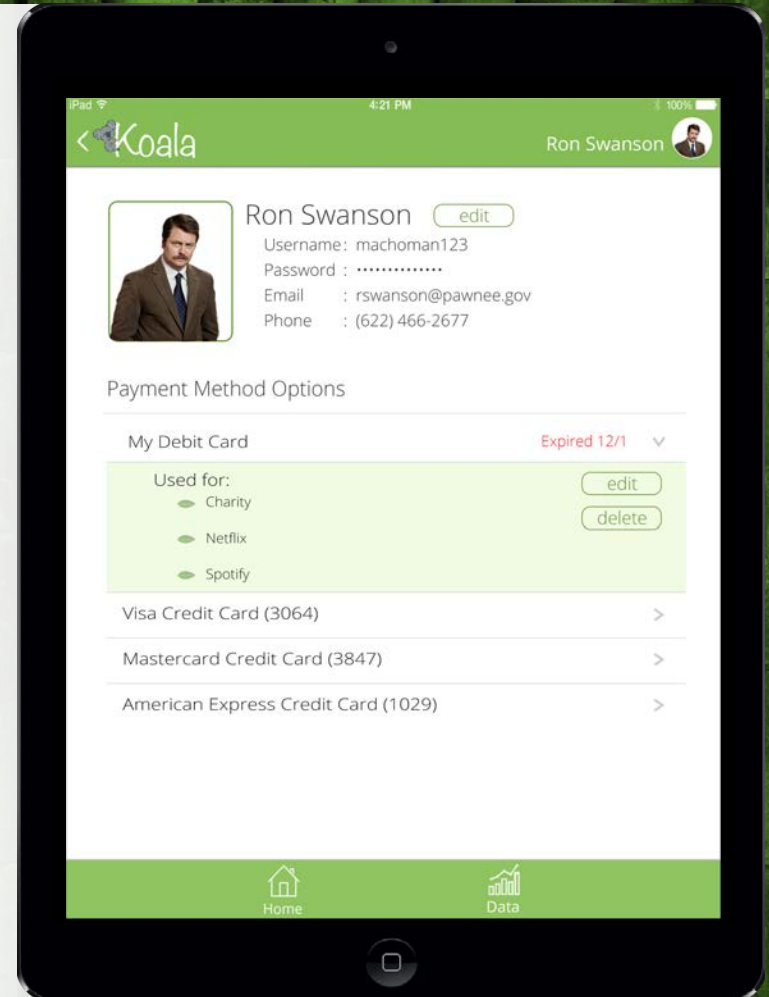 iPad 4:21 PM 100%
< Koala Ron Swanson
Ron Swanson edit
Username: machoman123
Password : ··············
Email : rswanson@pawnee.gov
Phone : (622) 466-2677
Payment Method Options
My Debit Card Expired 12/1
Used for: edit
Charity delete
Netflix
Spotify
Visa Credit Card (3064) >
Mastercard Credit Card (3847) >
American Express Credit Card (1029) >
Home Data